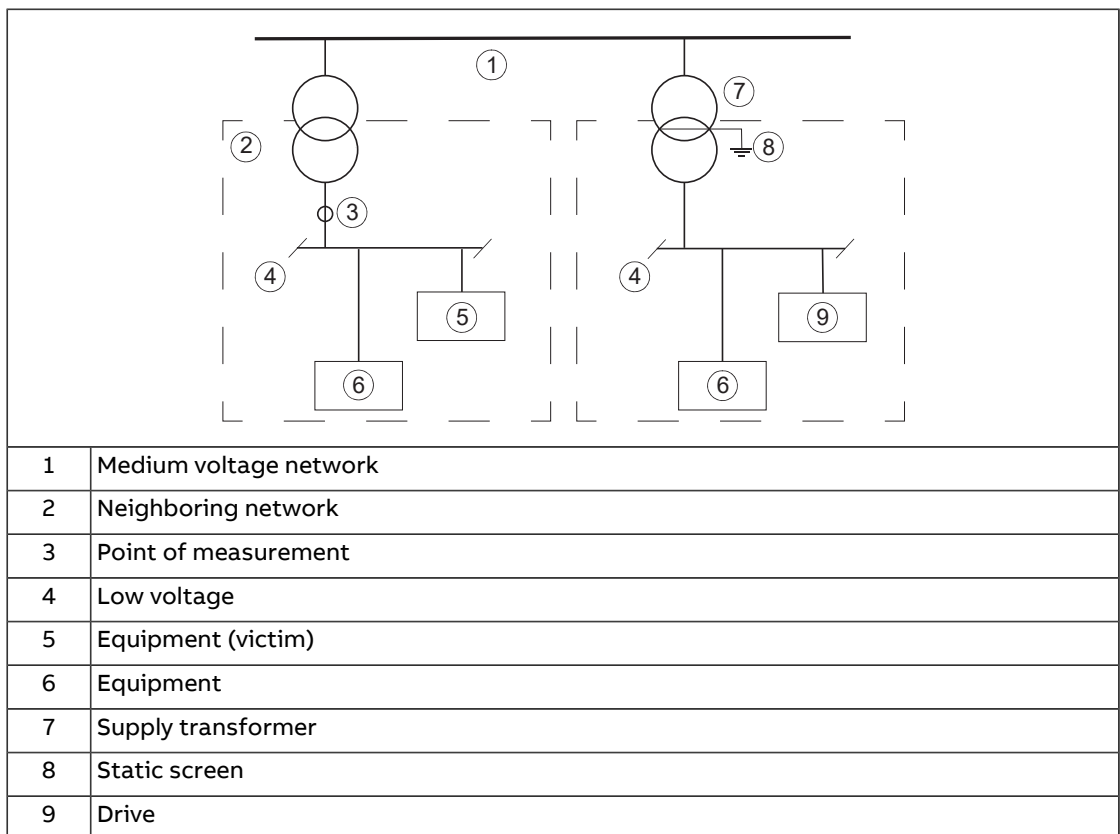 1
7
2
8
3
4
4
5
9
6
6
1 Medium voltage network
2 Neighboring network
3 Point of measurement
4 Low voltage
5 Equipment (victim)
6 Equipment
7 Supply transformer
8 Static screen
9 Drive